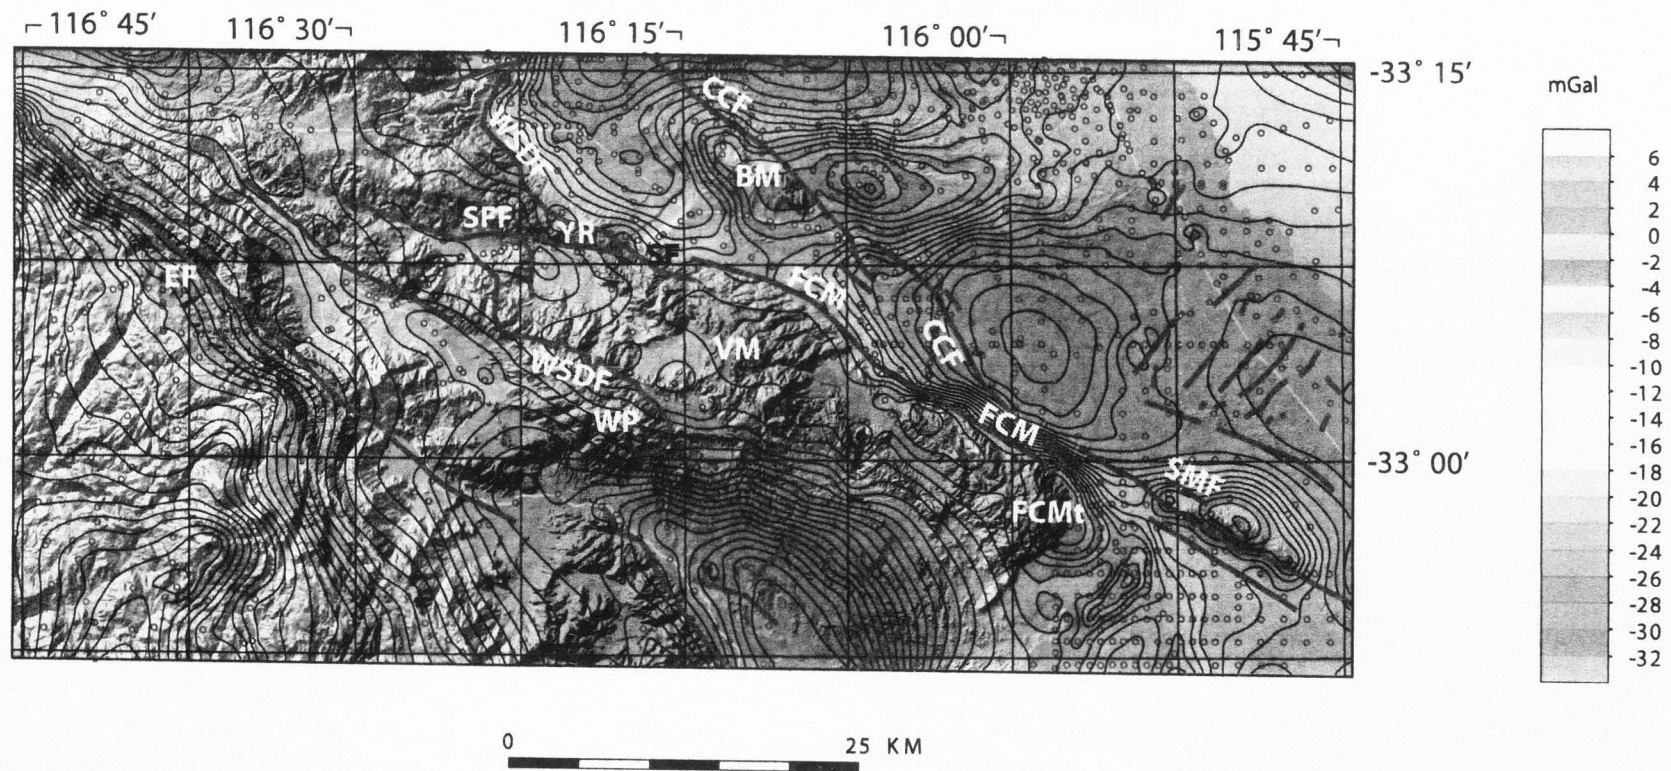 116° 45′ 116° 30′ 116° 15′ 116° 00′ 115° 45′
-33° 15′
mGal
CCF
WSDF
BM
6
4
2
0
-2
-4
-6
-8
-10
-12
-14
-16
-18
-20
-22
-24
-26
-28
-30
-32
SPF
YR
SF
EF
FCM
CCF
VM
WSDF
WP
FCM
-33° 00′
SMF
FCMt
0 25 KM